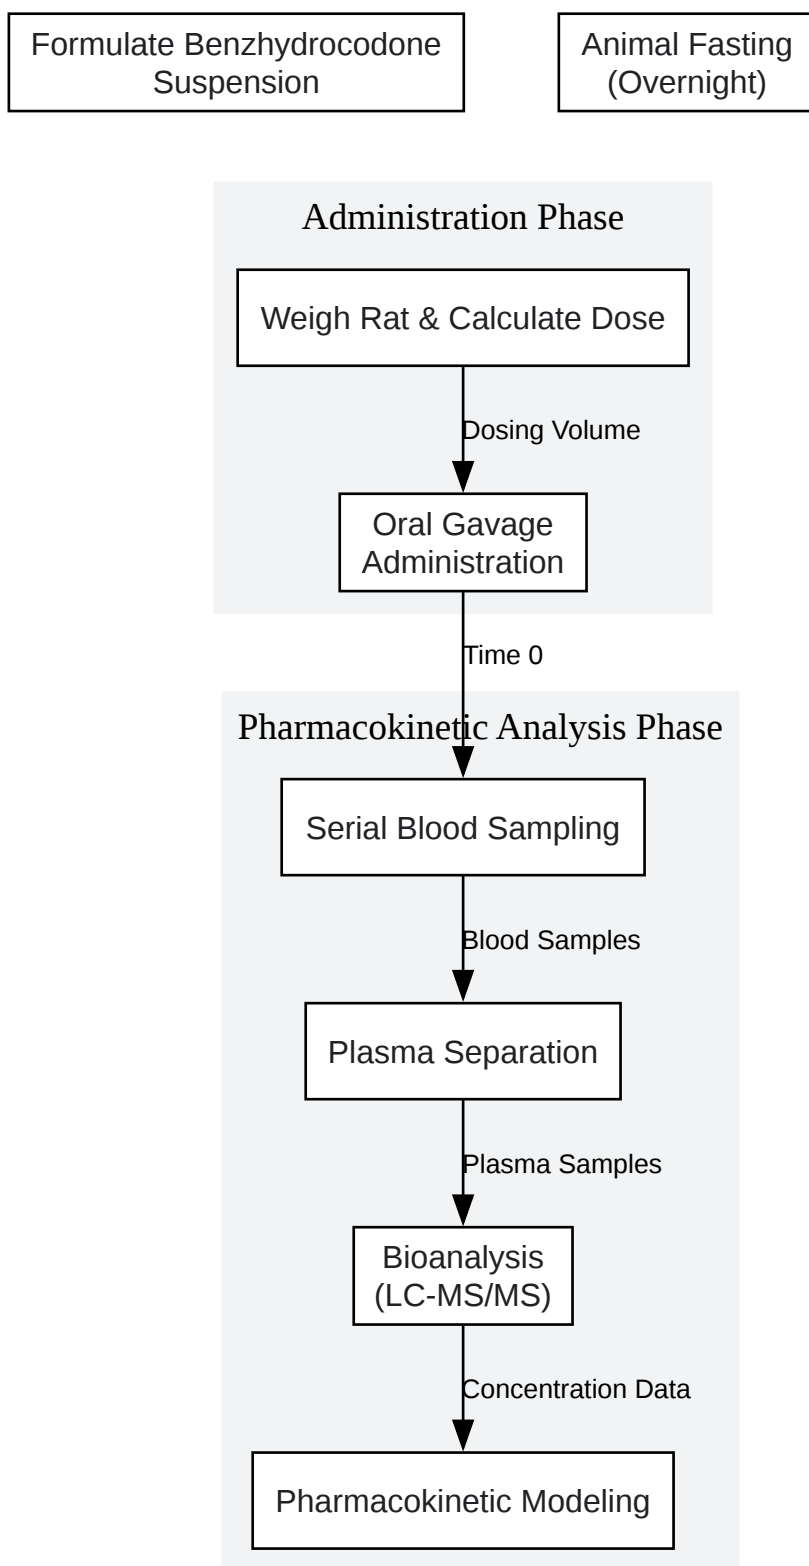 Formulate Benzhydrocodone
Suspension
Animal Fasting
(Overnight)
Administration Phase
Weigh Rat & Calculate Dose
Dosing Volume
Oral Gavage
Administration
Time 0
Pharmacokinetic Analysis Phase
Serial Blood Sampling
Blood Samples
Plasma Separation
Plasma Samples
Bioanalysis
(LC-MS/MS)
Concentration Data
Pharmacokinetic Modeling